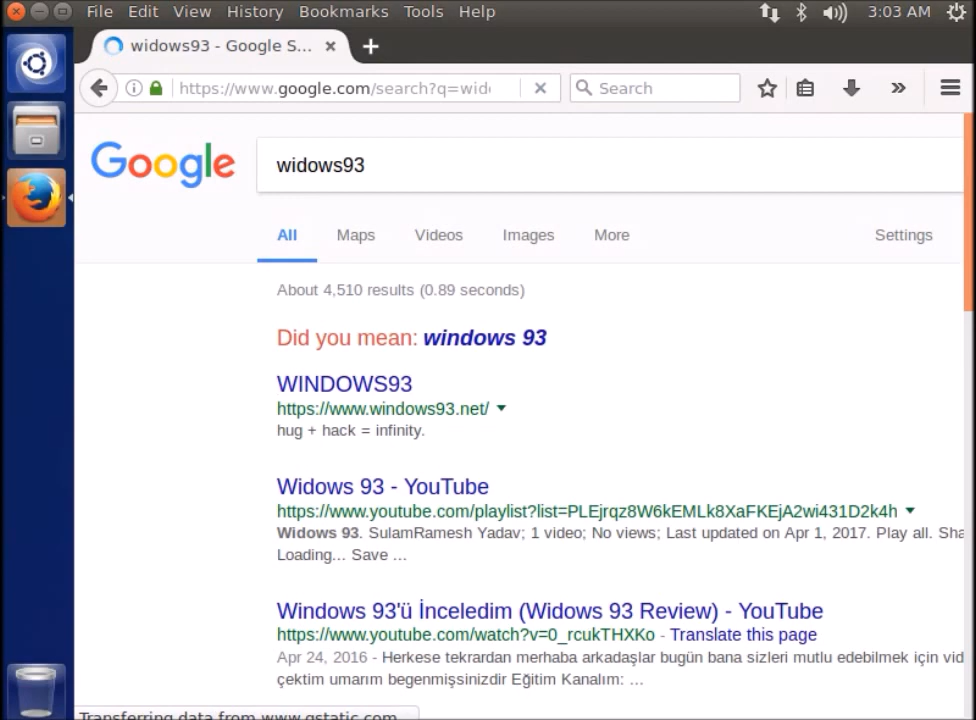 File Edit View History Bookmarks Tools Help 3:03 AM
widows93 - Google S...
https://www.google.com/search?q=wid
Search
Google
widows93
All Maps Videos Images More Settings
About 4,510 results (0.89 seconds)
Did you mean: windows 93
WINDOWS93
https://www.windows93.net/
hug + hack = infinity.
Widows 93 - YouTube
https://www.youtube.com/playlist?list=PLEjrqz8W6kEMLk8XaFKEjA2wi431D2k4h
Widows 93. SulamRamesh Yadav; 1 video; No views; Last updated on Apr 1, 2017. Play all. Sha
Loading... Save ...
Windows 93'ü İnceledim (Widows 93 Review) - YouTube
https://www.youtube.com/watch?v=0_rcukTHXKo - Translate this page
Apr 24, 2016 - Herkese tekrardan merhaba arkadaşlar bugün bana sizleri mutlu edebilmek için vid
çektim umarım begenmişsinizdir Eğitim Kanalım: ...
Transferring data from www.gstatic.com...